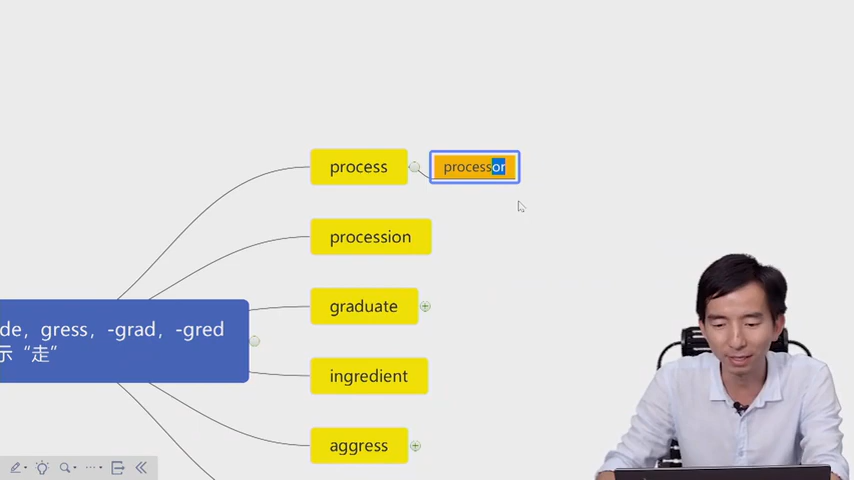 process
processor
procession
graduate
de, gress, -grad, -gred
示“走”
ingredient
aggress